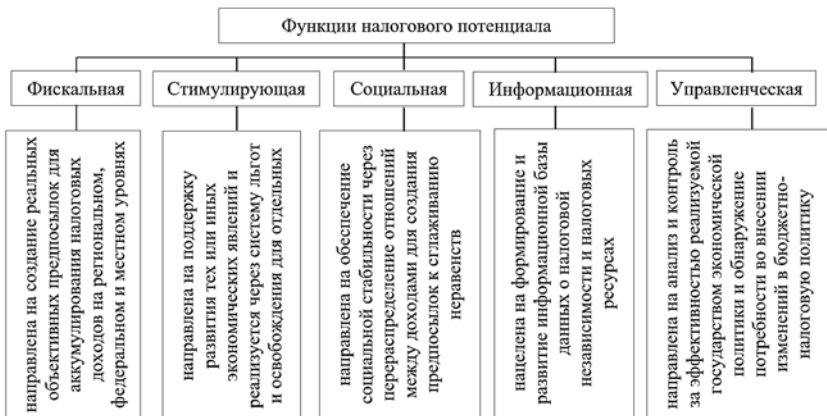 Функции налогового потенциала
Фискальная
Стимулирующая
Социальная
Информационная
Управленческая
направлена на создание реальных
объективных предпосылок для
аккумулирования налоговых
доходов на региональном,
федеральном и местном уровнях
направлена на поддержку
развития тех или иных
экономических явлений и
реализуется через систему льгот
и освобождения для отдельных
направлена на обеспечение
социальной стабильности через
перераспределение отношений
между доходами для создания
предпосылок к сглаживанию
неравенств
нацелена на формирование и
развитие информационной базы
данных о налоговой
независимости и налоговых
ресурсах
направлена на анализ и контроль
за эффективностью реализуемой
государством экономической
политики и обнаружение
потребности во внесении
изменений в бюджетно-
налоговую политику